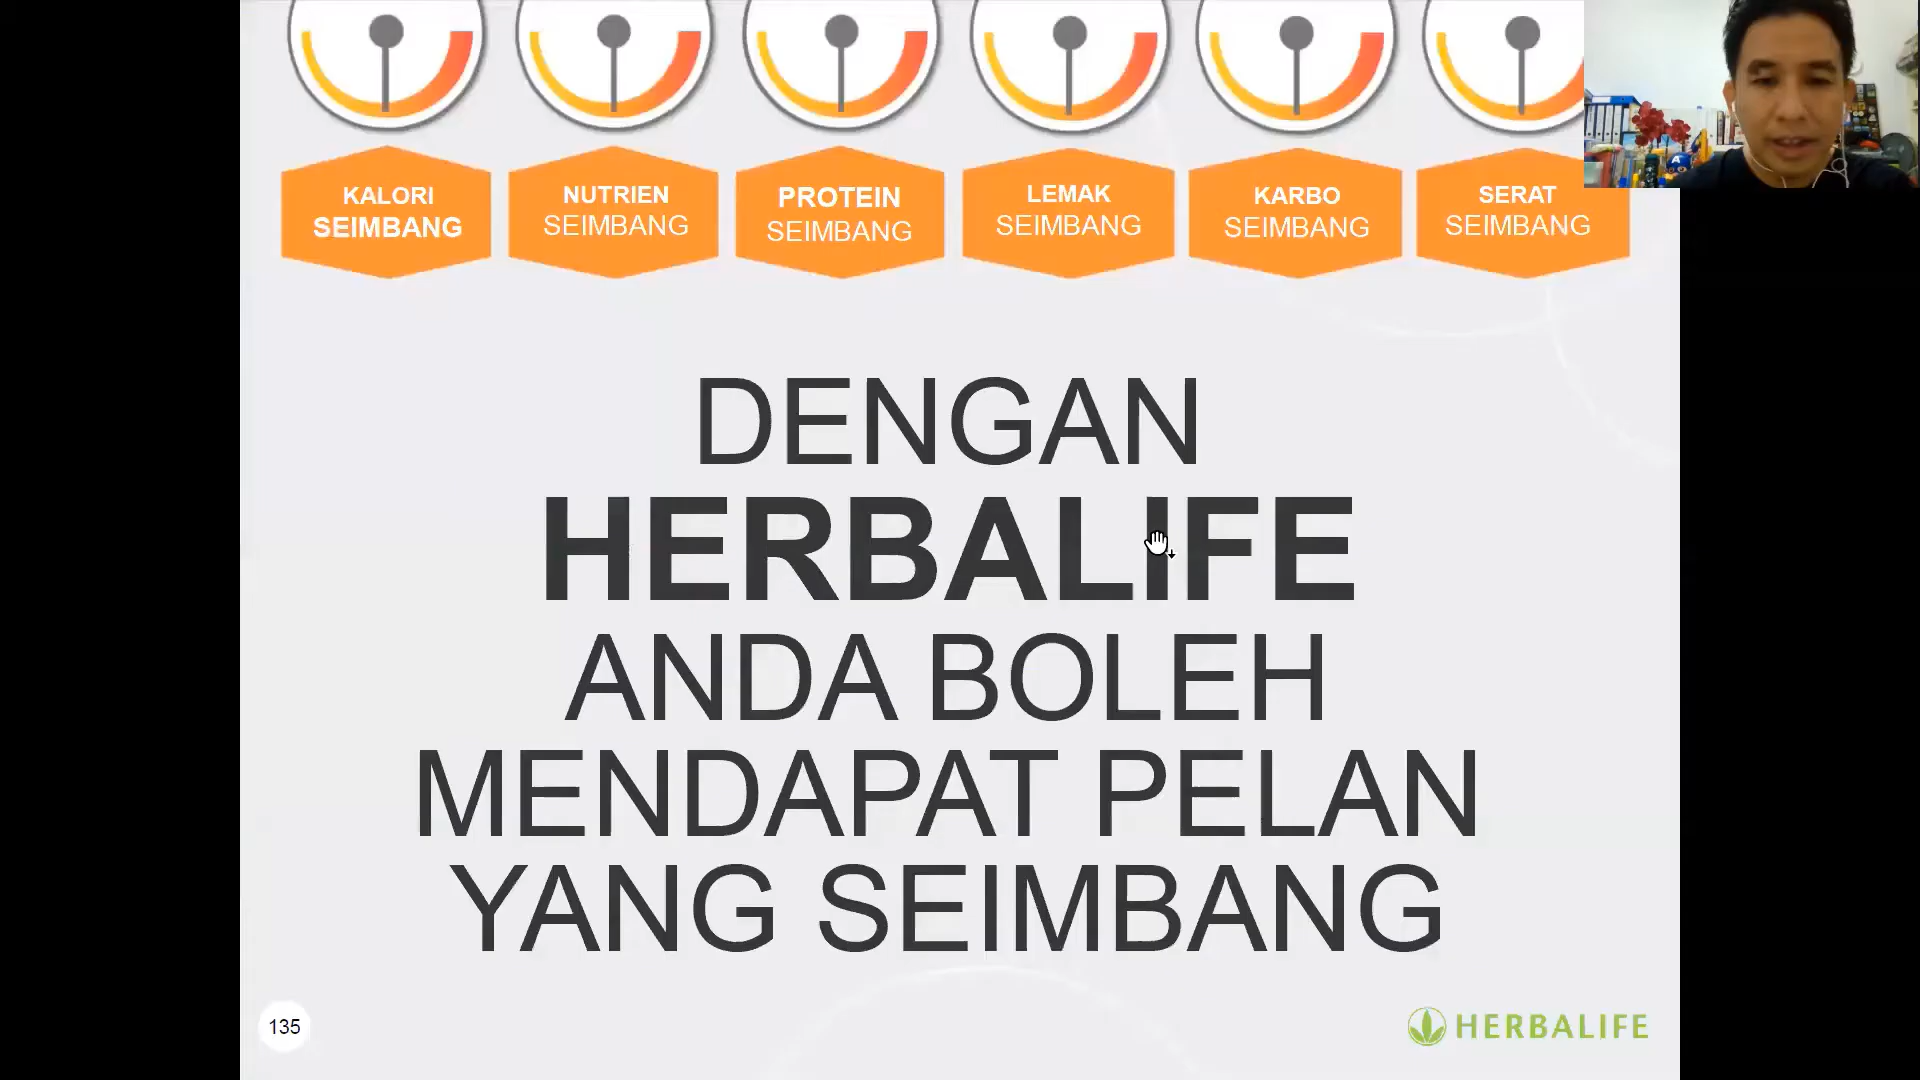 KALORI
SEIMBANG
NUTRIEN
SEIMBANG
PROTEIN
SEIMBANG
LEMAK
SEIMBANG
KARBO
SEIMBANG
SERAT
SEIMBANG
DENGAN
HERBALIFE
ANDA BOLEH
MENDAPAT PELAN
YANG SEIMBANG
135
HERBALIFE